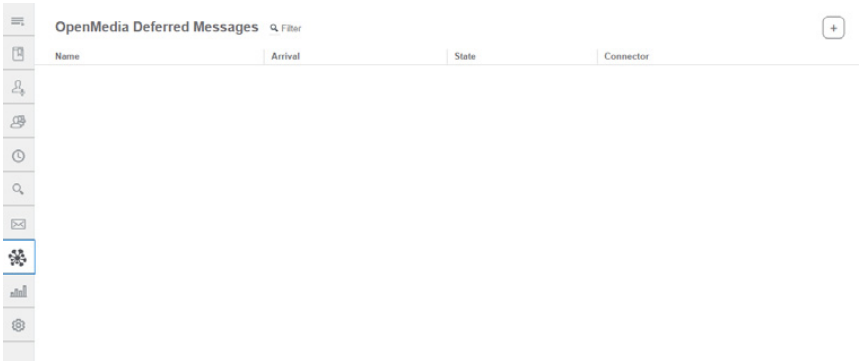 OpenMedia Deferred Messages Filter
Name Arrival State Connector